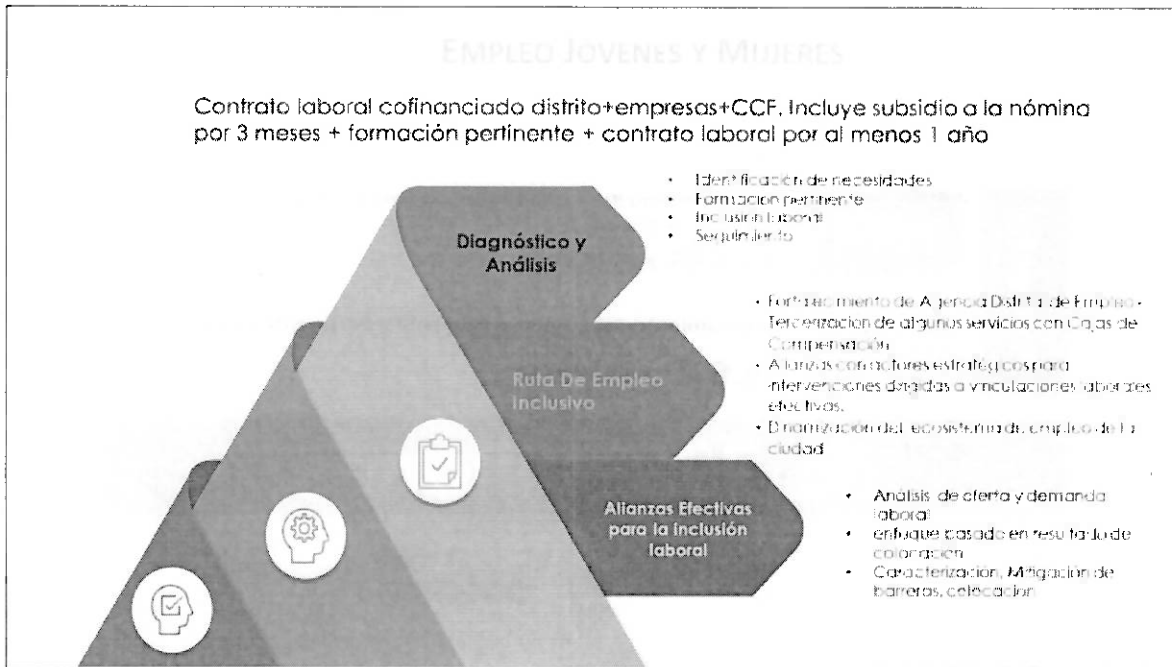 EMPLEO JOVENES Y MUJERES
Contrato laboral cofinanciado distrito+empresas+CCF. Incluye subsidio a la nómina
por 3 meses + formación pertinente + contrato laboral por al menos 1 año
• Identificación de necesidades
• Formación pertinente
• Inclusión laboral
• Seguimiento
Diagnóstico y
Análisis
• Fortalecimiento de Agencia Distrital de Empleo -
Tercerización de algunos servicios con Cajas de
Compensación
• Alianzas con actores estratégicos para
intervenciones dirigidas a vinculaciones laborales
efectivas.
• Dinamización del ecosistema de empleo de la
ciudad
Ruta De Empleo
Inclusivo
Alianzas Efectivas
para la inclusión
laboral
• Análisis de oferta y demanda
laboral
• enfoque basado en resultado de
colocación
• Caracterización, Mitigación de
barreras, colocación